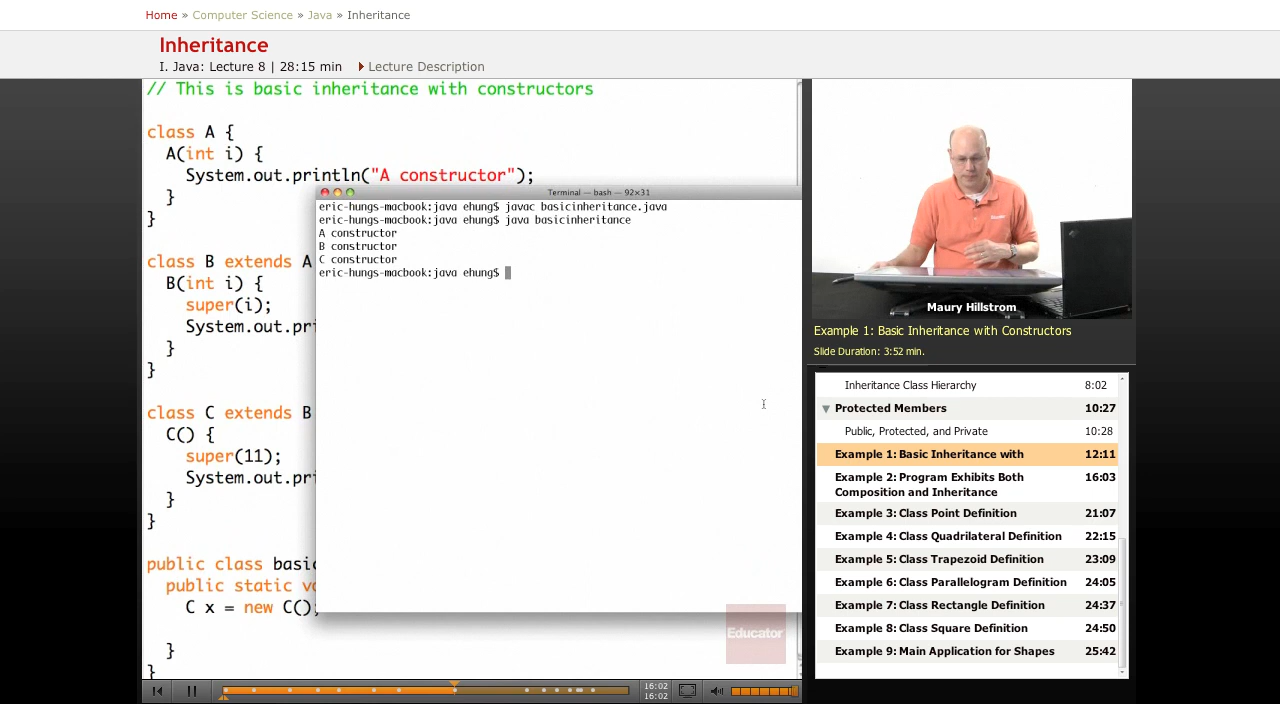 Home » Computer Science » Java » Inheritance
Inheritance
I. Java: Lecture 8 | 28:15 min Lecture Description
// This is basic inheritance with constructors
class A {
A(int i) {
System.out.println("A constructor");
}
}
class B extends A
B(int i) {
super(i);
System.out.pri
}
}
class C extends B
C() {
super(11);
System.out.pri
}
}
public class basic
public static vo
C x = new C();
}
}
Terminal — bash — 92×31
eric-hungs-macbook:java ehung$ javac basicinheritance.java
eric-hungs-macbook:java ehung$ java basicinheritance
A constructor
B constructor
C constructor
eric-hungs-macbook:java ehung$
Educator
16:02
16:02
Maury Hillstrom
Example 1: Basic Inheritance with Constructors
Slide Duration: 3:52 min.
Inheritance Class Hierarchy 8:02
Protected Members 10:27
Public, Protected, and Private 10:28
Example 1: Basic Inheritance with 12:11
Example 2: Program Exhibits Both 16:03
Composition and Inheritance
Example 3: Class Point Definition 21:07
Example 4: Class Quadrilateral Definition 22:15
Example 5: Class Trapezoid Definition 23:09
Example 6: Class Parallelogram Definition 24:05
Example 7: Class Rectangle Definition 24:37
Example 8: Class Square Definition 24:50
Example 9: Main Application for Shapes 25:42